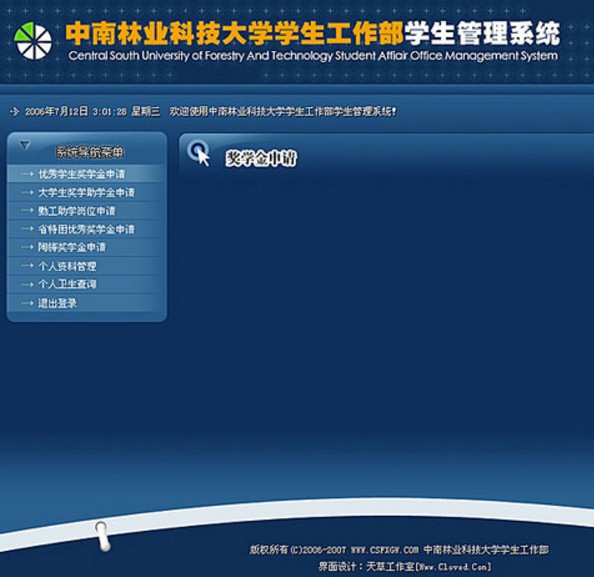 中南林业科技大学学生工作部学生管理系统
Central South University of Forestry And Technology Student Affiair Office Management System
2006年7月12日 3:01:28 星期三 欢迎使用中南林业科技大学学生工作部学生管理系统!
系统导航菜单
奖学金申请
优秀学生奖学金申请
大学生奖学助学金申请
勤工助学岗位申请
省特困优秀奖学金申请
陶铸奖学金申请
个人资料管理
个人卫生查询
退出登录
版权所有(C)2006-2007 WWW.CSFXGW.COM 中南林业科技大学学生工作部
界面设计：天草工作室[Www.Cloved.Com]